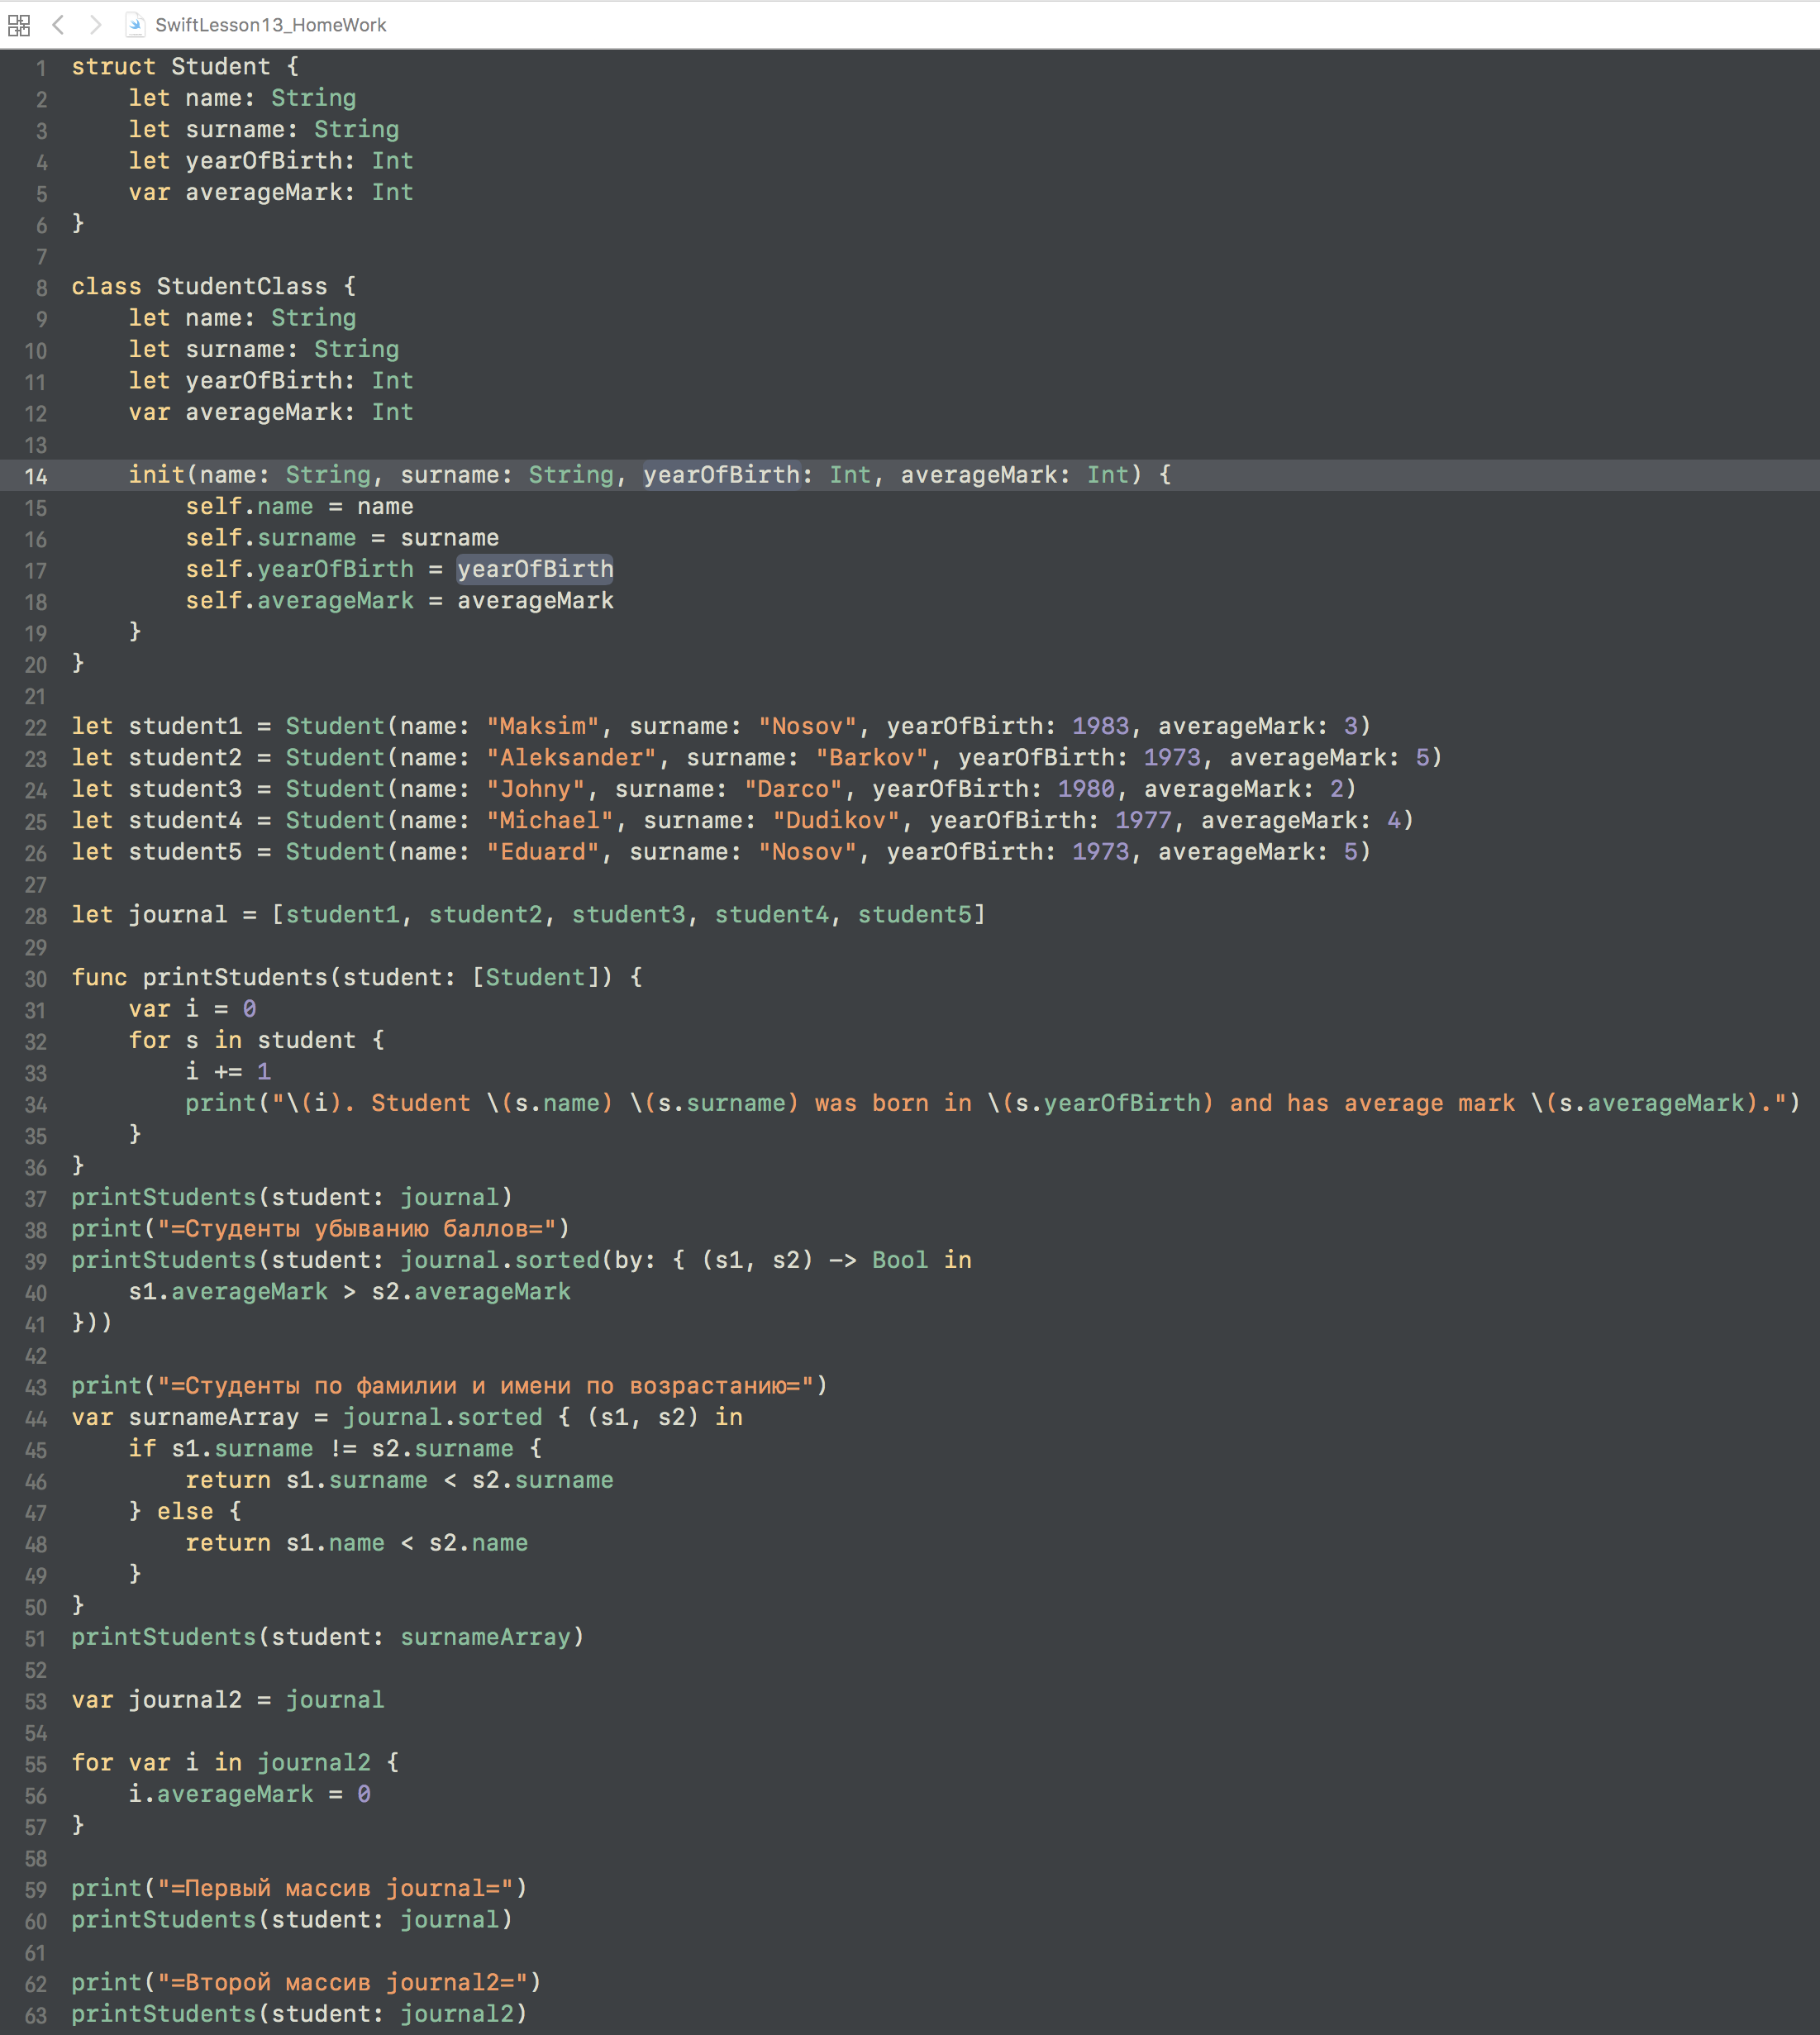 SwiftLesson13_HomeWork
1 struct Student {
2     let name: String
3     let surname: String
4     let yearOfBirth: Int
5     var averageMark: Int
6 }
7
8 class StudentClass {
9     let name: String
10     let surname: String
11     let yearOfBirth: Int
12     var averageMark: Int
13
14     init(name: String, surname: String, yearOfBirth: Int, averageMark: Int) {
15         self.name = name
16         self.surname = surname
17         self.yearOfBirth = yearOfBirth
18         self.averageMark = averageMark
19     }
20 }
21
22 let student1 = Student(name: "Maksim", surname: "Nosov", yearOfBirth: 1983, averageMark: 3)
23 let student2 = Student(name: "Aleksander", surname: "Barkov", yearOfBirth: 1973, averageMark: 5)
24 let student3 = Student(name: "Johny", surname: "Darco", yearOfBirth: 1980, averageMark: 2)
25 let student4 = Student(name: "Michael", surname: "Dudikov", yearOfBirth: 1977, averageMark: 4)
26 let student5 = Student(name: "Eduard", surname: "Nosov", yearOfBirth: 1973, averageMark: 5)
27
28 let journal = [student1, student2, student3, student4, student5]
29
30 func printStudents(student: [Student]) {
31     var i = 0
32     for s in student {
33         i += 1
34         print("\(i). Student \(s.name) \(s.surname) was born in \(s.yearOfBirth) and has average mark \(s.averageMark).")
35     }
36 }
37 printStudents(student: journal)
38 print("=Студенты убыванию баллов=")
39 printStudents(student: journal.sorted(by: { (s1, s2) -> Bool in
40     s1.averageMark > s2.averageMark
41 }))
42
43 print("=Студенты по фамилии и имени по возрастанию=")
44 var surnameArray = journal.sorted { (s1, s2) in
45     if s1.surname != s2.surname {
46         return s1.surname < s2.surname
47     } else {
48         return s1.name < s2.name
49     }
50 }
51 printStudents(student: surnameArray)
52
53 var journal2 = journal
54
55 for var i in journal2 {
56     i.averageMark = 0
57 }
58
59 print("=Первый массив journal=")
60 printStudents(student: journal)
61
62 print("=Второй массив journal2=")
63 printStudents(student: journal2)